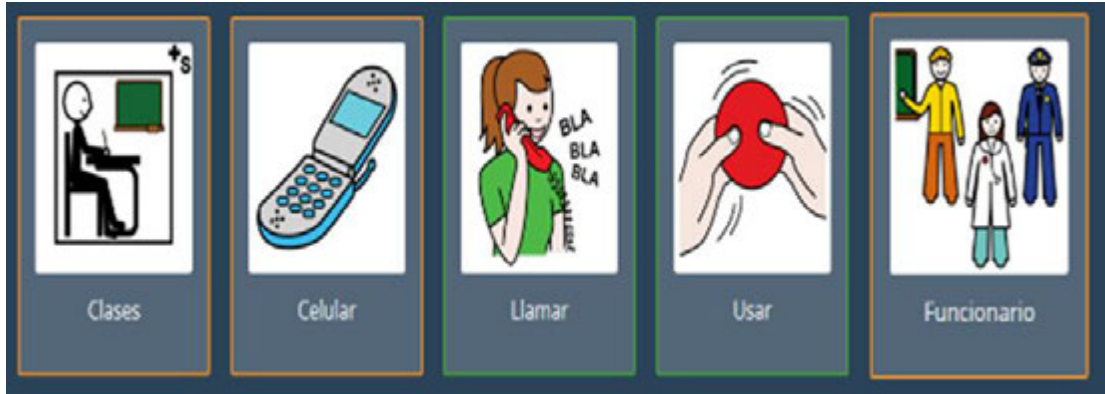 +s
BLA
BLA
BLA
Clases
Celular
Llamar
Usar
Funcionario